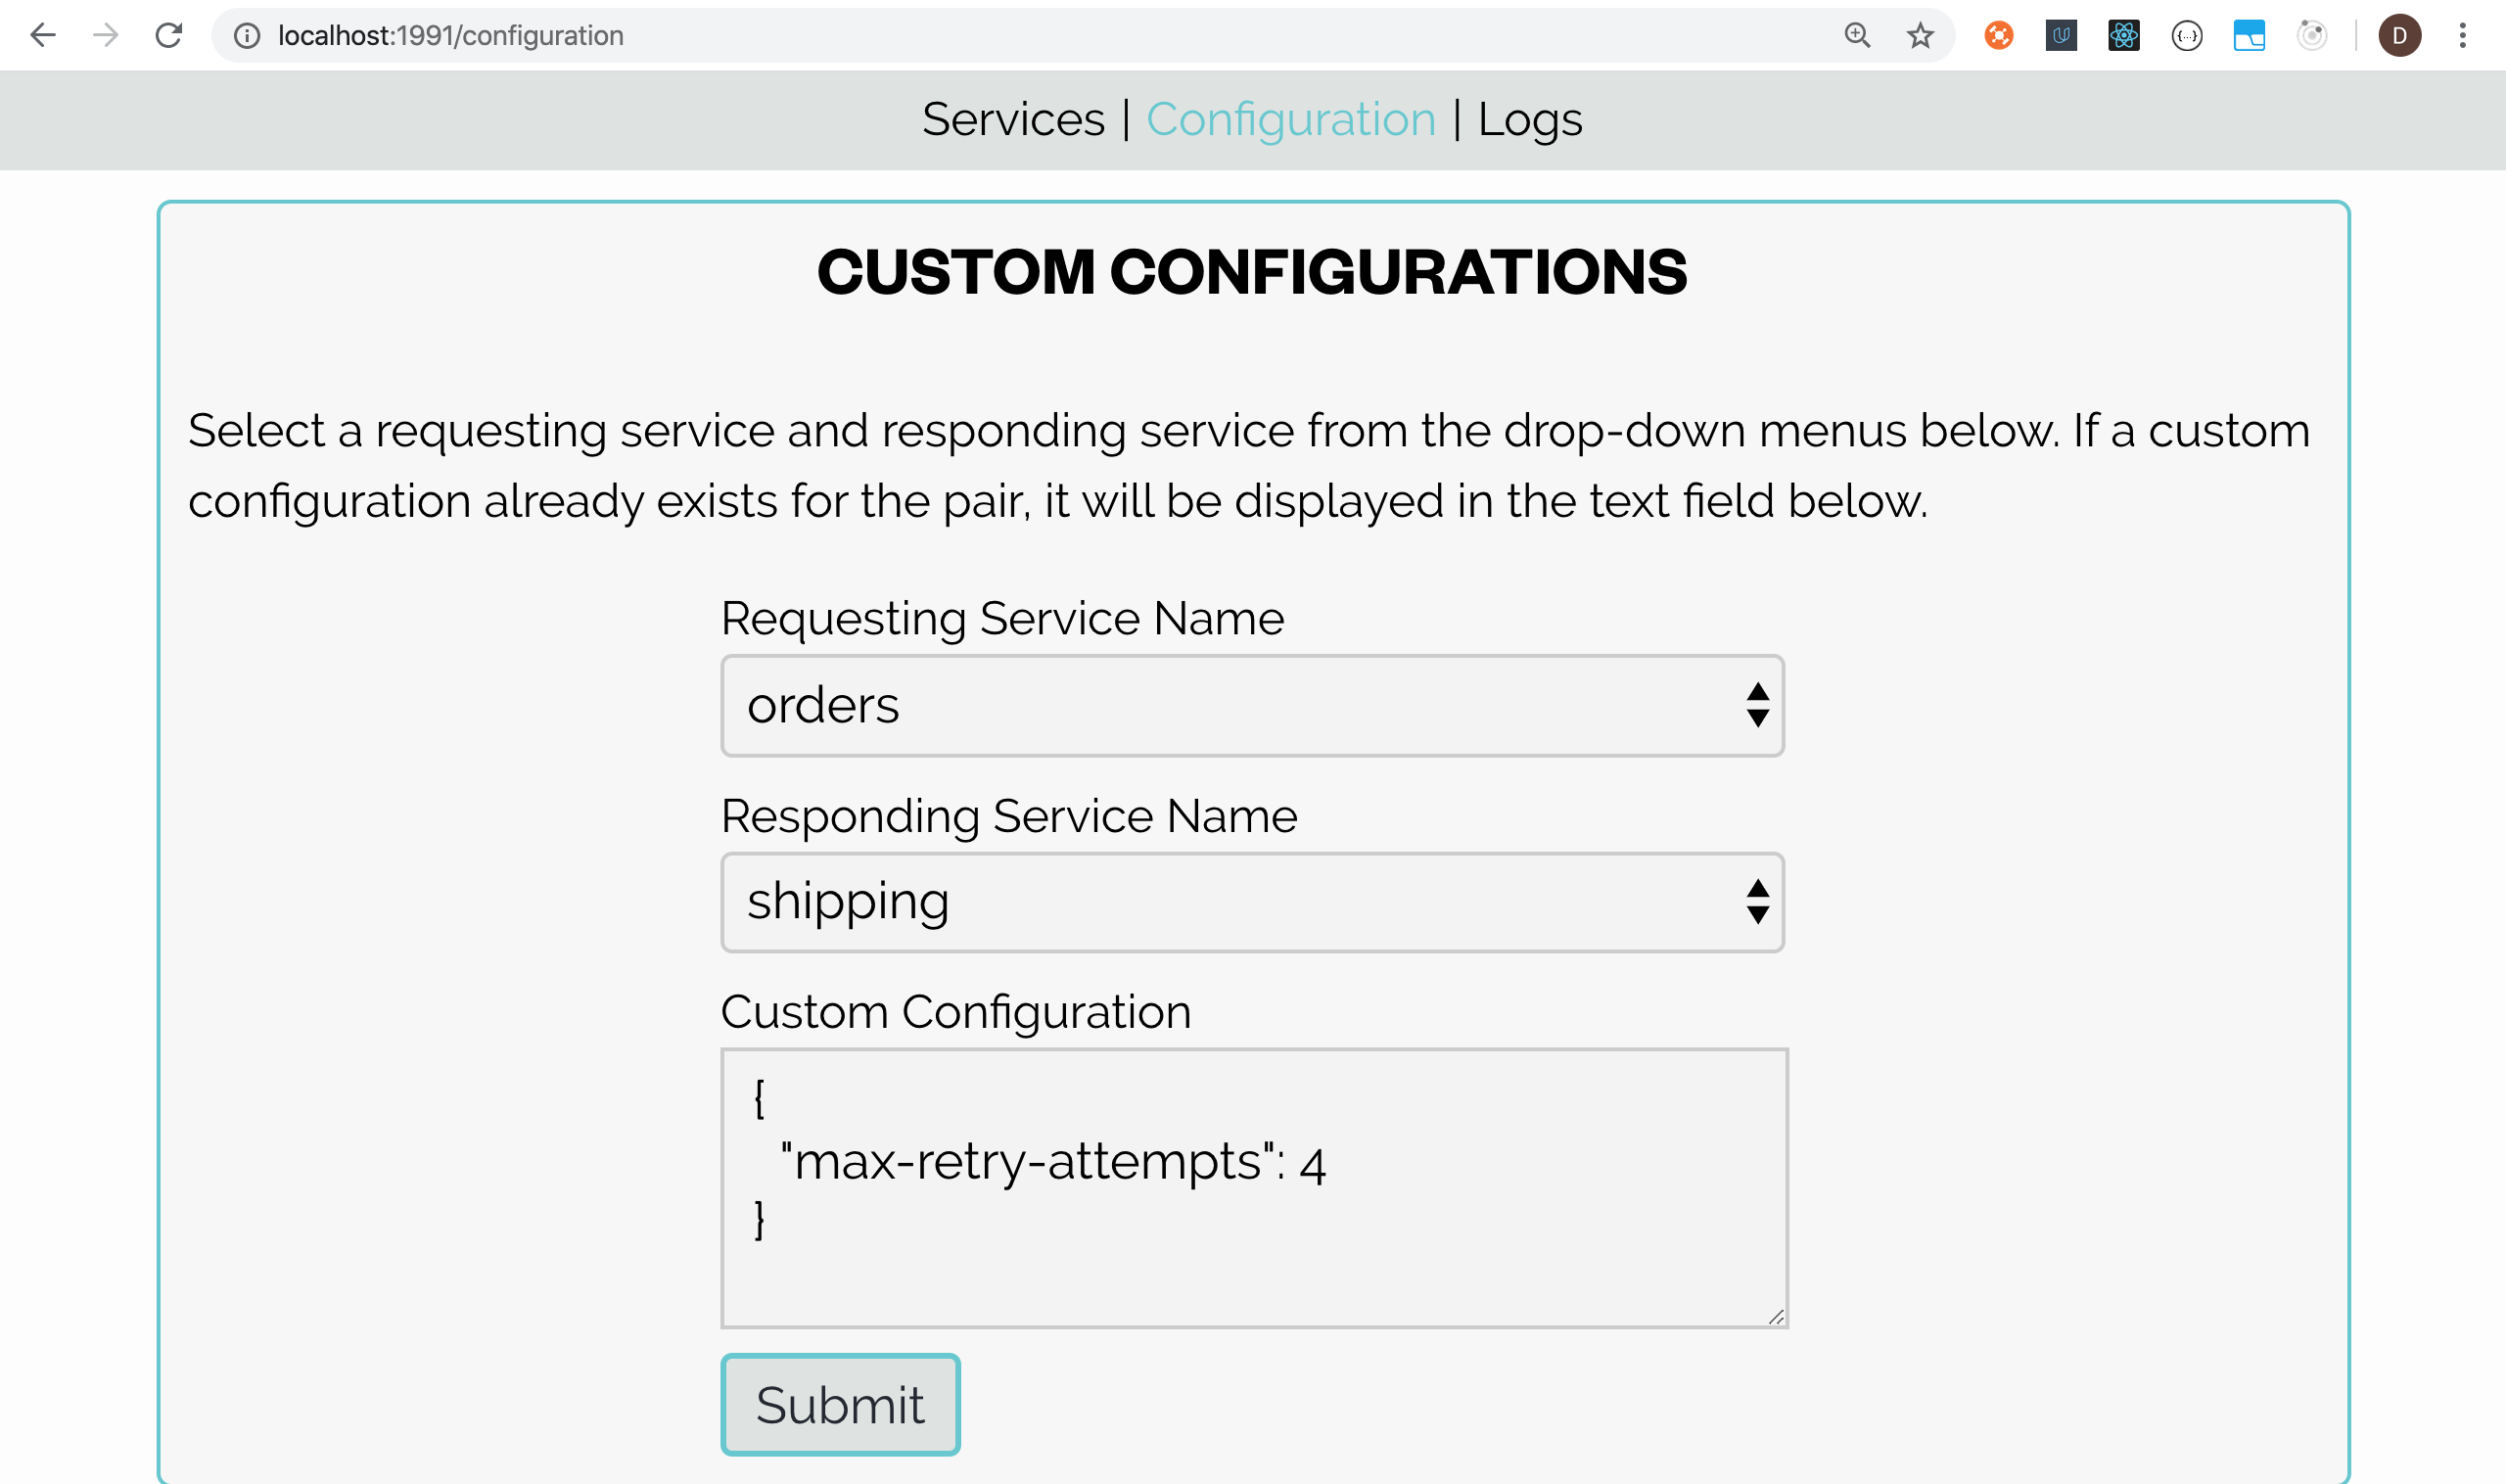 localhost:1991/configuration
D
Services | Configuration | Logs
CUSTOM CONFIGURATIONS
Select a requesting service and responding service from the drop-down menus below. If a custom
configuration already exists for the pair, it will be displayed in the text field below.
Requesting Service Name
orders
Responding Service Name
shipping
Custom Configuration
{
"max-retry-attempts": 4
}
Submit